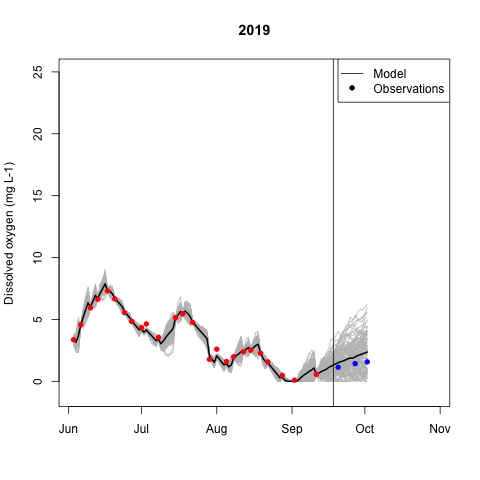 2019
Model
Observations
Dissolved oxygen (mg L-1)
25
20
15
10
5
0
Jun Jul Aug Sep Oct Nov